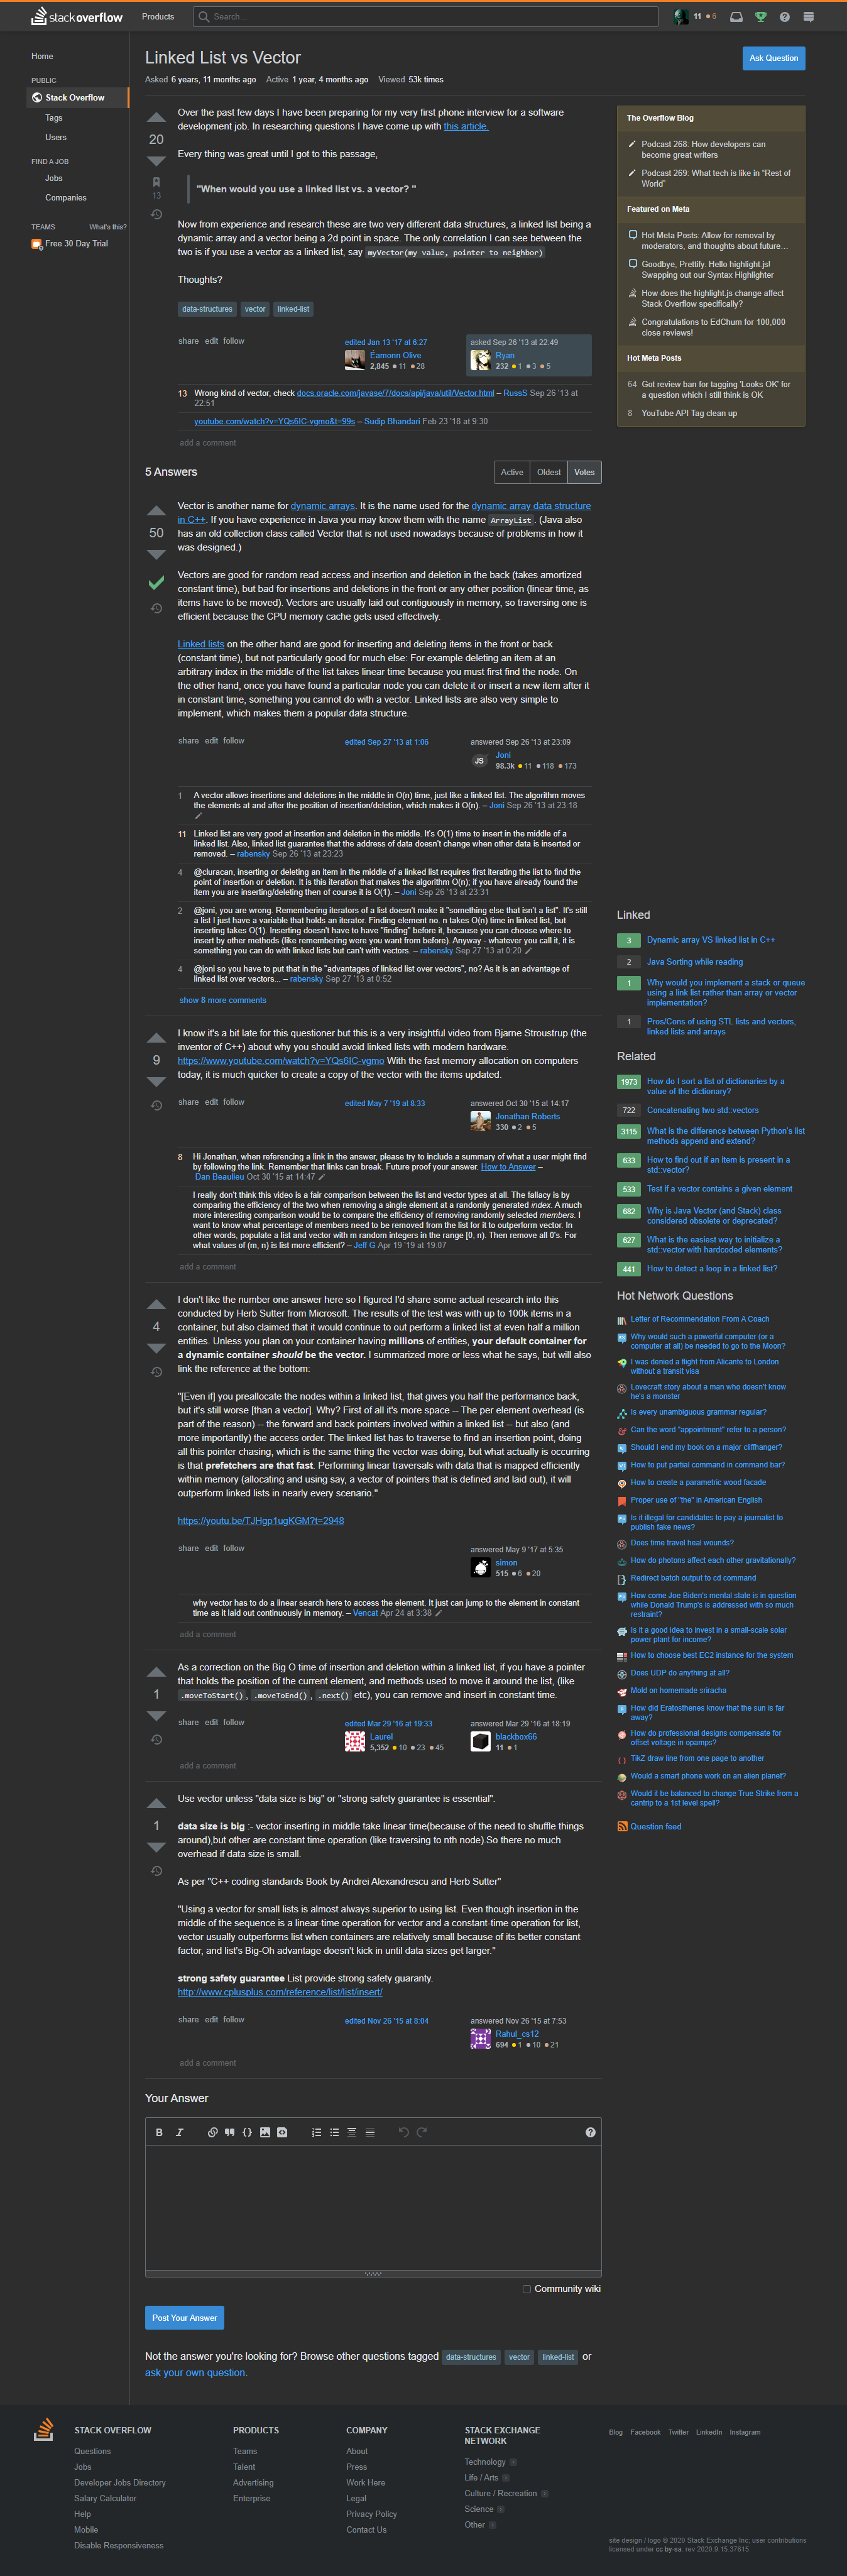 stack overflow
Products
Search...
11 6
Home
PUBLIC
Stack Overflow
Tags
Users
FIND A JOB
Jobs
Companies
TEAMS What's this?
Free 30 Day Trial
Linked List vs Vector
Ask Question
Asked 6 years, 11 months ago Active 1 year, 4 months ago Viewed 53k times
20
13
Over the past few days I have been preparing for my very first phone interview for a software
development job. In researching questions I have come up with this article.
Every thing was great until I got to this passage,
"When would you use a linked list vs. a vector? "
Now from experience and research these are two very different data structures, a linked list being a
dynamic array and a vector being a 2d point in space. The only correlation I can see between the
two is if you use a vector as a linked list, say myVector(my value, pointer to neighbor)
Thoughts?
data-structures vector linked-list
share edit follow
edited Jan 13 '17 at 6:27
Éamonn Olive
2,845 11 28
asked Sep 26 '13 at 22:49
Ryan
232 1 3 5
13 Wrong kind of vector, check docs.oracle.com/javase/7/docs/api/java/util/Vector.html – RussS Sep 26 '13 at
22:51
youtube.com/watch?v=YQs6IC-vgmo&t=99s – Sudip Bhandari Feb 23 '18 at 9:30
add a comment
The Overflow Blog
Podcast 268: How developers can
become great writers
Podcast 269: What tech is like in "Rest of
World"
Featured on Meta
Hot Meta Posts: Allow for removal by
moderators, and thoughts about future...
Goodbye, Prettify. Hello highlight.js!
Swapping out our Syntax Highlighter
How does the highlight.js change affect
Stack Overflow specifically?
Congratulations to EdChum for 100,000
close reviews!
Hot Meta Posts
64 Got review ban for tagging 'Looks OK' for
a question which I still think is OK
8 YouTube API Tag clean up
5 Answers
Active Oldest Votes
50
Vector is another name for dynamic arrays. It is the name used for the dynamic array data structure
in C++. If you have experience in Java you may know them with the name ArrayList. (Java also
has an old collection class called Vector that is not used nowadays because of problems in how it
was designed.)
Vectors are good for random read access and insertion and deletion in the back (takes amortized
constant time), but bad for insertions and deletions in the front or any other position (linear time, as
items have to be moved). Vectors are usually laid out contiguously in memory, so traversing one is
efficient because the CPU memory cache gets used effectively.
Linked lists on the other hand are good for inserting and deleting items in the front or back
(constant time), but not particularly good for much else: For example deleting an item at an
arbitrary index in the middle of the list takes linear time because you must first find the node. On
the other hand, once you have found a particular node you can delete it or insert a new item after it
in constant time, something you cannot do with a vector. Linked lists are also very simple to
implement, which makes them a popular data structure.
share edit follow
edited Sep 27 '13 at 1:06
answered Sep 26 '13 at 23:09
JS
Joni
98.3k 11 118 173
1 A vector allows insertions and deletions in the middle in O(n) time, just like a linked list. The algorithm moves
the elements at and after the position of insertion/deletion, which makes it O(n). – Joni Sep 26 '13 at 23:18
11 Linked list are very good at insertion and deletion in the middle. It's O(1) time to insert in the middle of a
linked list. Also, linked list guarantee that the address of data doesn't change when other data is inserted or
removed. – rabensky Sep 26 '13 at 23:23
4 @cluracan, inserting or deleting an item in the middle of a linked list requires first iterating the list to find the
point of insertion or deletion. It is this iteration that makes the algorithm O(n); if you have already found the
item you are inserting/deleting then of course it is O(1). – Joni Sep 26 '13 at 23:31
2 @joni, you are wrong. Remembering iterators of a list doesn't make it "something else that isn't a list". It's still
a list I just have a variable that holds an iterator. Finding element no. n takes O(n) time in linked list, but
inserting takes O(1). Inserting doesn't have to have "finding" before it, because you can choose where to
insert by other methods (like remembering were you want from before). Anyway - whatever you call it, it is
something you can do with linked lists but can't with vectors. – rabensky Sep 27 '13 at 0:20
4 @joni so you have to put that in the "advantages of linked list over vectors", no? As it is an advantage of
linked list over vectors... – rabensky Sep 27 '13 at 0:52
show 8 more comments
9
I know it's a bit late for this questioner but this is a very insightful video from Bjarne Stroustrup (the
inventor of C++) about why you should avoid linked lists with modern hardware.
https://www.youtube.com/watch?v=YQs6IC-vgmo With the fast memory allocation on computers
today, it is much quicker to create a copy of the vector with the items updated.
share edit follow
edited May 7 '19 at 8:33
answered Oct 30 '15 at 14:17
Jonathan Roberts
330 2 5
8 Hi Jonathan, when referencing a link in the answer, please try to include a summary of what a user might find
by following the link. Remember that links can break. Future proof your answer. How to Answer –
Dan Beaulieu Oct 30 '15 at 14:47
I really don't think this video is a fair comparison between the list and vector types at all. The fallacy is by
comparing the efficiency of the two when removing a single element at a randomly generated index. A much
more interesting comparison would be to compare the efficiency of removing randomly selected members. I
want to know what percentage of members need to be removed from the list for it to outperform vector. In
other words, populate a list and vector with m random integers in the range [0, n). Then remove all 0's. For
what values of (m, n) is list more efficient? – Jeff G Apr 19 '19 at 19:07
add a comment
4
I don't like the number one answer here so I figured I'd share some actual research into this
conducted by Herb Sutter from Microsoft. The results of the test was with up to 100k items in a
container, but also claimed that it would continue to out perform a linked list at even half a million
entities. Unless you plan on your container having millions of entities, your default container for
a dynamic container should be the vector. I summarized more or less what he says, but will also
link the reference at the bottom:
"[Even if] you preallocate the nodes within a linked list, that gives you half the performance back,
but it's still worse [than a vector]. Why? First of all it's more space -- The per element overhead (is
part of the reason) -- the forward and back pointers involved within a linked list -- but also (and
more importantly) the access order. The linked list has to traverse to find an insertion point, doing
all this pointer chasing, which is the same thing the vector was doing, but what actually is occurring
is that prefetchers are that fast. Performing linear traversals with data that is mapped efficiently
within memory (allocating and using say, a vector of pointers that is defined and laid out), it will
outperform linked lists in nearly every scenario."
https://youtu.be/TJHgp1ugKGM?t=2948
share edit follow
answered May 9 '17 at 5:35
simon
515 6 20
why vector has to do a linear search here to access the element. It just can jump to the element in constant
time as it laid out continuously in memory. – Vencat Apr 24 at 3:38
add a comment
1
As a correction on the Big O time of insertion and deletion within a linked list, if you have a pointer
that holds the position of the current element, and methods used to move it around the list, (like
.moveToStart() , .moveToEnd() , .next() etc), you can remove and insert in constant time.
share edit follow
edited Mar 29 '16 at 19:33
Laurel
5,352 10 23 45
answered Mar 29 '16 at 18:19
blackbox66
11 1
add a comment
1
Use vector unless "data size is big" or "strong safety guarantee is essential".
data size is big :- vector inserting in middle take linear time(because of the need to shuffle things
around),but other are constant time operation (like traversing to nth node).So there no much
overhead if data size is small.
As per "C++ coding standards Book by Andrei Alexandrescu and Herb Sutter"
"Using a vector for small lists is almost always superior to using list. Even though insertion in the
middle of the sequence is a linear-time operation for vector and a constant-time operation for list,
vector usually outperforms list when containers are relatively small because of its better constant
factor, and list's Big-Oh advantage doesn't kick in until data sizes get larger."
strong safety guarantee List provide strong safety guaranty.
http://www.cplusplus.com/reference/list/list/insert/
share edit follow
edited Nov 26 '15 at 8:04
answered Nov 26 '15 at 7:53
Rahul_cs12
694 1 10 21
add a comment
Linked
3 Dynamic array VS linked list in C++
2 Java Sorting while reading
1 Why would you implement a stack or queue
using a link list rather than array or vector
implementation?
1 Pros/Cons of using STL lists and vectors,
linked lists and arrays
Related
1973 How do I sort a list of dictionaries by a
value of the dictionary?
722 Concatenating two std::vectors
3115 What is the difference between Python's list
methods append and extend?
633 How to find out if an item is present in a
std::vector?
533 Test if a vector contains a given element
682 Why is Java Vector (and Stack) class
considered obsolete or deprecated?
627 What is the easiest way to initialize a
std::vector with hardcoded elements?
441 How to detect a loop in a linked list?
Hot Network Questions
Letter of Recommendation From A Coach
Why would such a powerful computer (or a
computer at all) be needed to go to the Moon?
I was denied a flight from Alicante to London
without a transit visa
Lovecraft story about a man who doesn't know
he's a monster
Is every unambiguous grammar regular?
Can the word "appointment" refer to a person?
Should I end my book on a major cliffhanger?
How to put partial command in command bar?
How to create a parametric wood facade
Proper use of "the" in American English
Is it illegal for candidates to pay a journalist to
publish fake news?
Does time travel heal wounds?
How do photons affect each other gravitationally?
Redirect batch output to cd command
How come Joe Biden's mental state is in question
while Donald Trump's is addressed with so much
restraint?
Is it a good idea to invest in a small-scale solar
power plant for income?
How to choose best EC2 instance for the system
Does UDP do anything at all?
Mold on homemade sriracha
How did Eratosthenes know that the sun is far
away?
How do professional designs compensate for
offset voltage in opamps?
TikZ draw line from one page to another
Would a smart phone work on an alien planet?
Would it be balanced to change True Strike from a
cantrip to a 1st level spell?
Question feed
Your Answer
B I
Community wiki
Post Your Answer
Not the answer you're looking for? Browse other questions tagged data-structures vector linked-list or
ask your own question.
STACK OVERFLOW
Questions
Jobs
Developer Jobs Directory
Salary Calculator
Help
Mobile
Disable Responsiveness
PRODUCTS
Teams
Talent
Advertising
Enterprise
COMPANY
About
Press
Work Here
Legal
Privacy Policy
Contact Us
STACK EXCHANGE
NETWORK
Technology
Life / Arts
Culture / Recreation
Science
Other
Blog Facebook Twitter LinkedIn Instagram
site design / logo © 2020 Stack Exchange Inc; user contributions
licensed under cc by-sa. rev 2020.9.15.37615